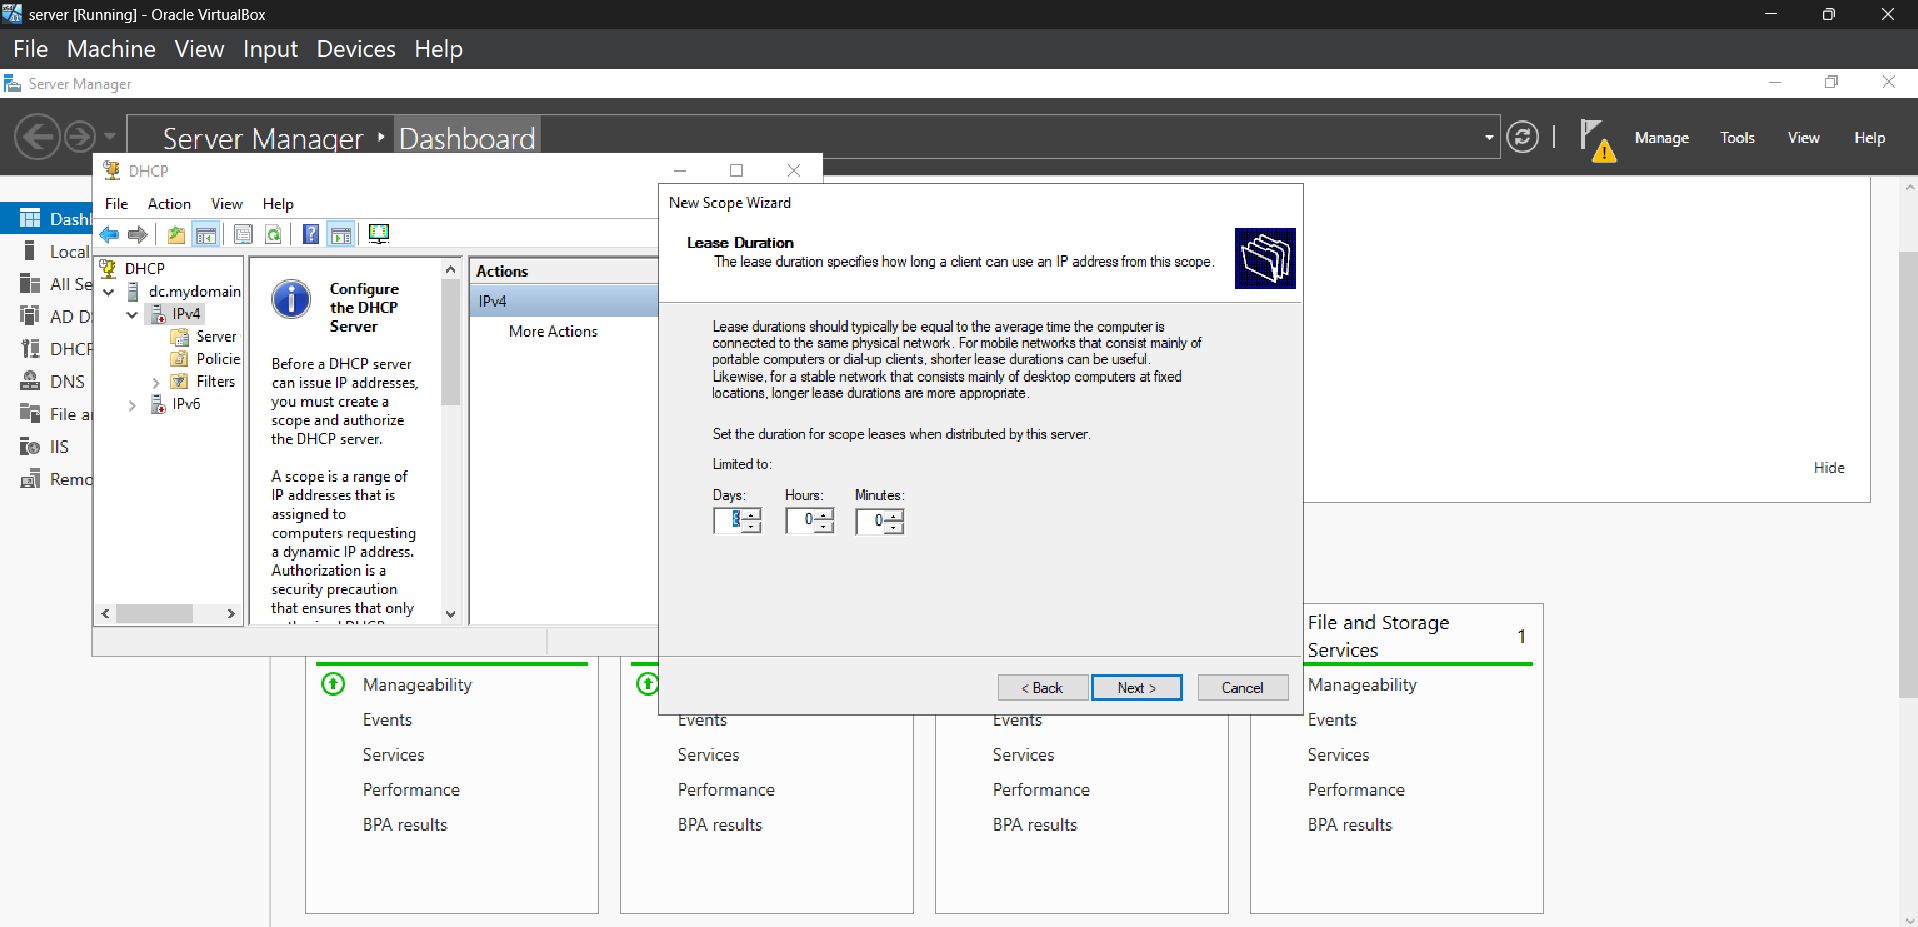 server [Running] - Oracle VirtualBox
File Machine View Input Devices Help
Server Manager
Server Manager Dashboard
Manage Tools View Help
DHCP
File Action View Help
Dashb
Local
All Se
AD D
DHCP
DNS
File a
IIS
Remo
DHCP
dc.mydomain
IPv4
Server
Policie
Filters
IPv6
Configure
the DHCP
Server
Before a DHCP server
can issue IP addresses,
you must create a
scope and authorize
the DHCP server.
A scope is a range of
IP addresses that is
assigned to
computers requesting
a dynamic IP address.
Authorization is a
security precaution
that ensures that only
Actions
IPv4
More Actions
New Scope Wizard
Lease Duration
The lease duration specifies how long a client can use an IP address from this scope.
Lease durations should typically be equal to the average time the computer is
connected to the same physical network. For mobile networks that consist mainly of
portable computers or dial-up clients, shorter lease durations can be useful.
Likewise, for a stable network that consists mainly of desktop computers at fixed
locations, longer lease durations are more appropriate.
Set the duration for scope leases when distributed by this server.
Limited to:
Days: Hours: Minutes:
0 0
< Back Next > Cancel
Hide
Manageability
Events
Services
Performance
BPA results
Events
Services
Performance
BPA results
Events
Services
Performance
BPA results
File and Storage
Services 1
Manageability
Events
Services
Performance
BPA results